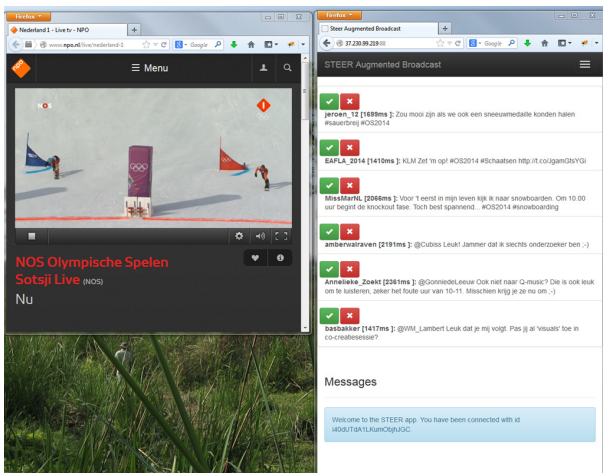 Firefox
Nederland 1 - Live tv - NPO
www.npo.nl/live/nederland-1
Google
npo
Menu
NOS
NOS Olympische Spelen
Sotsji Live (NOS)
Nu
Firefox
Steer Augmented Broadcast
37.230.99.219:88
Google
STEER Augmented Broadcast
jeroen_12 [1689ms ]: Zou mooi zijn als we ook een sneeuwmedaille konden halen
#sauerbreij #OS2014
EAFLA_2014 [1410ms ]: KLM Zet 'm op! #OS2014 #Schaatsen http://t.co/JgamGtsYGi
MissMarNL [2066ms ]: Voor 't eerst in mijn leven kijk ik naar snowboarden. Om 10.00
uur begint de knockout fase. Toch best spannend... #OS2014 #snowboarding
amberwalraven [2191ms ]: @Cubiss Leuk! Jammer dat ik slechts onderzoeker ben ;-)
Annelieke_Zoekt [2361ms ]: @GonniedeLeeuw Ook niet naar Q-music? Die is ook leuk
om te luisteren, zeker het foute uur van 10-11. Misschien krijg je ze nu om ;-)
basbakker [1417ms ]: @WM_Lambert Leuk dat je mij volgt. Pas jij al 'visuals' toe in
co-creatiesessie?
Messages
Welcome to the STEER app. You have been connected with id
i40dUTdA1LKumObjhJGC.